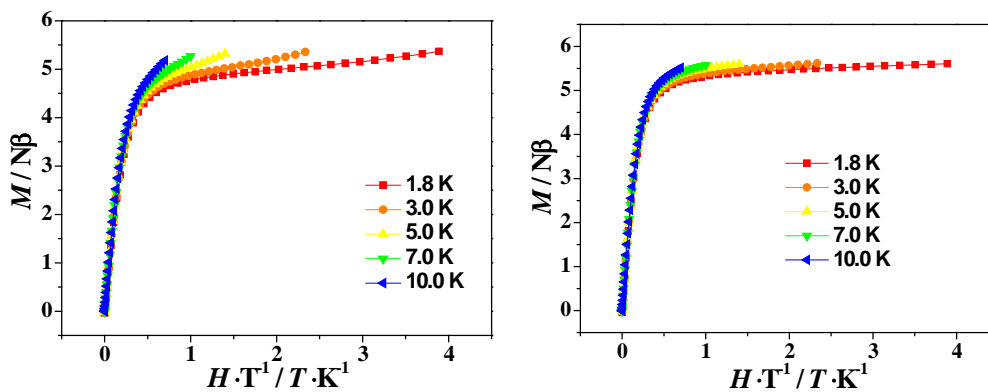 6
5
4
3
2
1
0
M / Nβ
1.8 K
3.0 K
5.0 K
7.0 K
10.0 K
0 1 2 3 4
H·T¹ / T·K⁻¹
6
5
4
3
2
1
0
M / Nβ
1.8 K
3.0 K
5.0 K
7.0 K
10.0 K
0 1 2 3 4
H·T¹ / T·K⁻¹